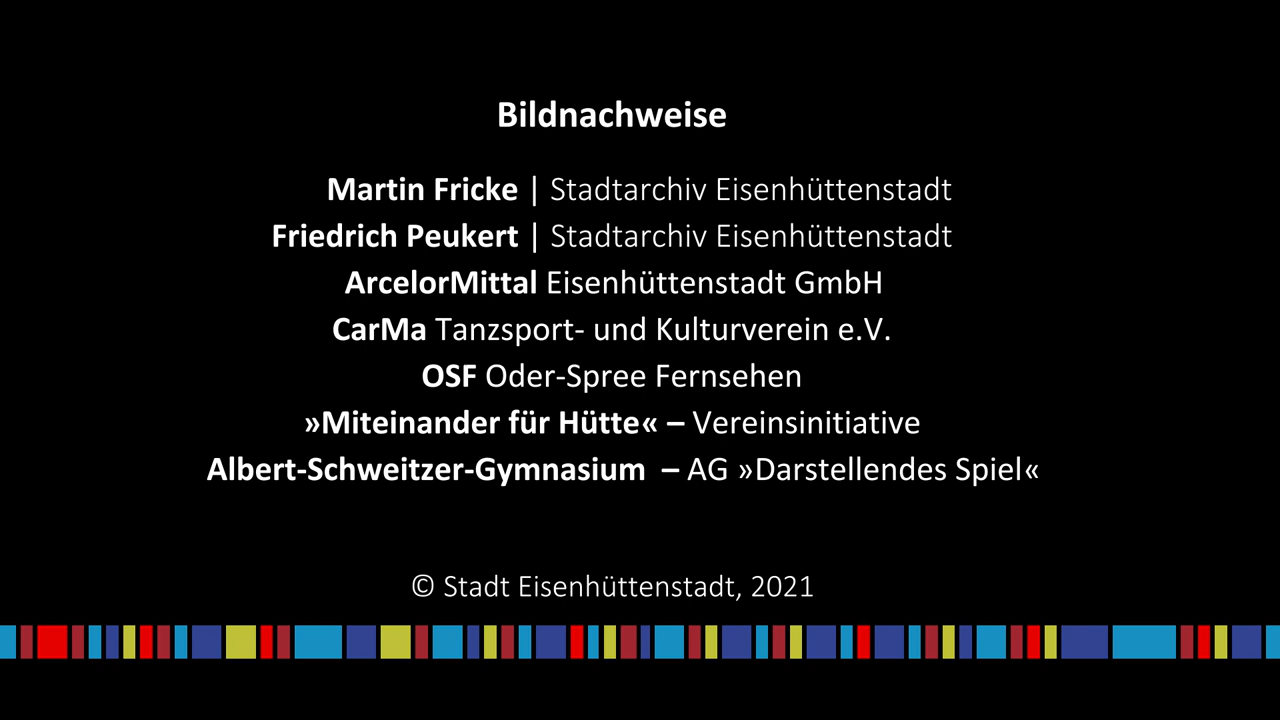 Bildnachweise
Martin Fricke | Stadtarchiv Eisenhüttenstadt
Friedrich Peukert | Stadtarchiv Eisenhüttenstadt
ArcelorMittal Eisenhüttenstadt GmbH
CarMa Tanzsport- und Kulturverein e.V.
OSF Oder-Spree Fernsehen
»Miteinander für Hütte« – Vereinsinitiative
Albert-Schweitzer-Gymnasium – AG »Darstellendes Spiel«
© Stadt Eisenhüttenstadt, 2021